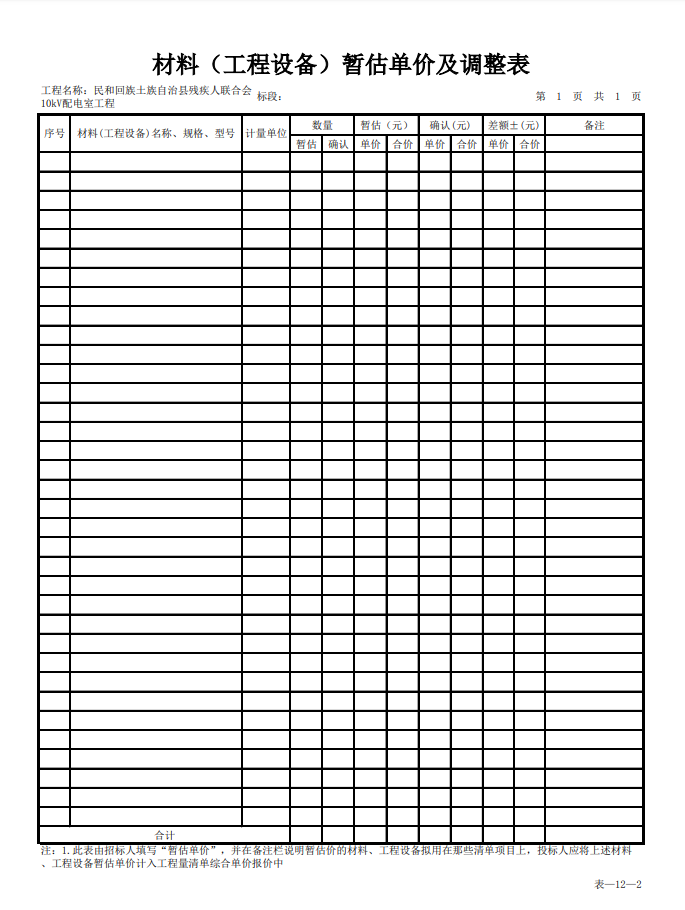 材料（工程设备）暂估单价及调整表
工程名称：民和回族土族自治县残疾人联合会
10kV配电室工程
标段：
第 1 页 共 1 页
序号 材料(工程设备)名称、规格、型号 计量单位 数量 暂估（元） 确认(元) 差额±(元) 备注
暂估 确认 单价 合价 单价 合价 单价 合价
合计
注：1.此表由招标人填写“暂估单价”，并在备注栏说明暂估价的材料、工程设备拟用在那些清单项目上，投标人应将上述材料
、工程设备暂估单价计入工程量清单综合单价报价中
表—12—2